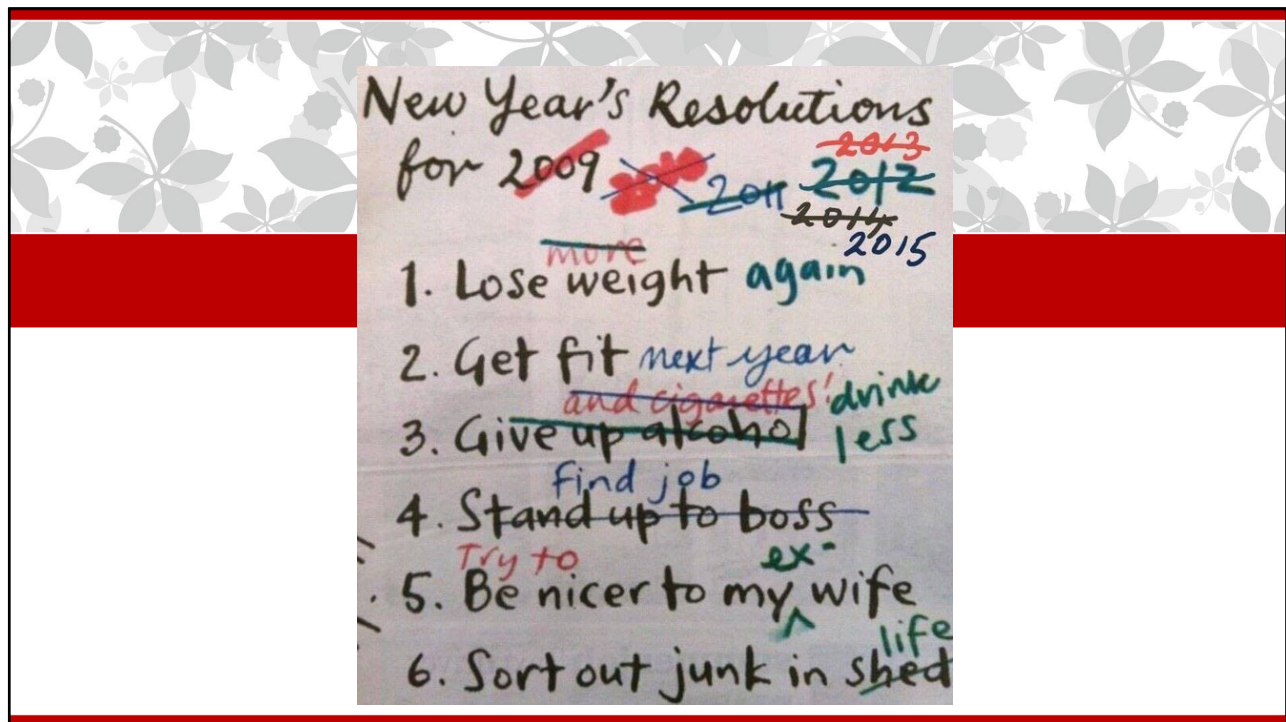 New Year's Resolutions
2013
for 2009 2011 2012
2014
2015
more
1. Lose weight again
2. Get fit next year
and cigarettes! drink
3. Give up alcohol less
find job
4. Stand up to boss
Try to ex-
5. Be nicer to my wife
life
6. Sort out junk in shed